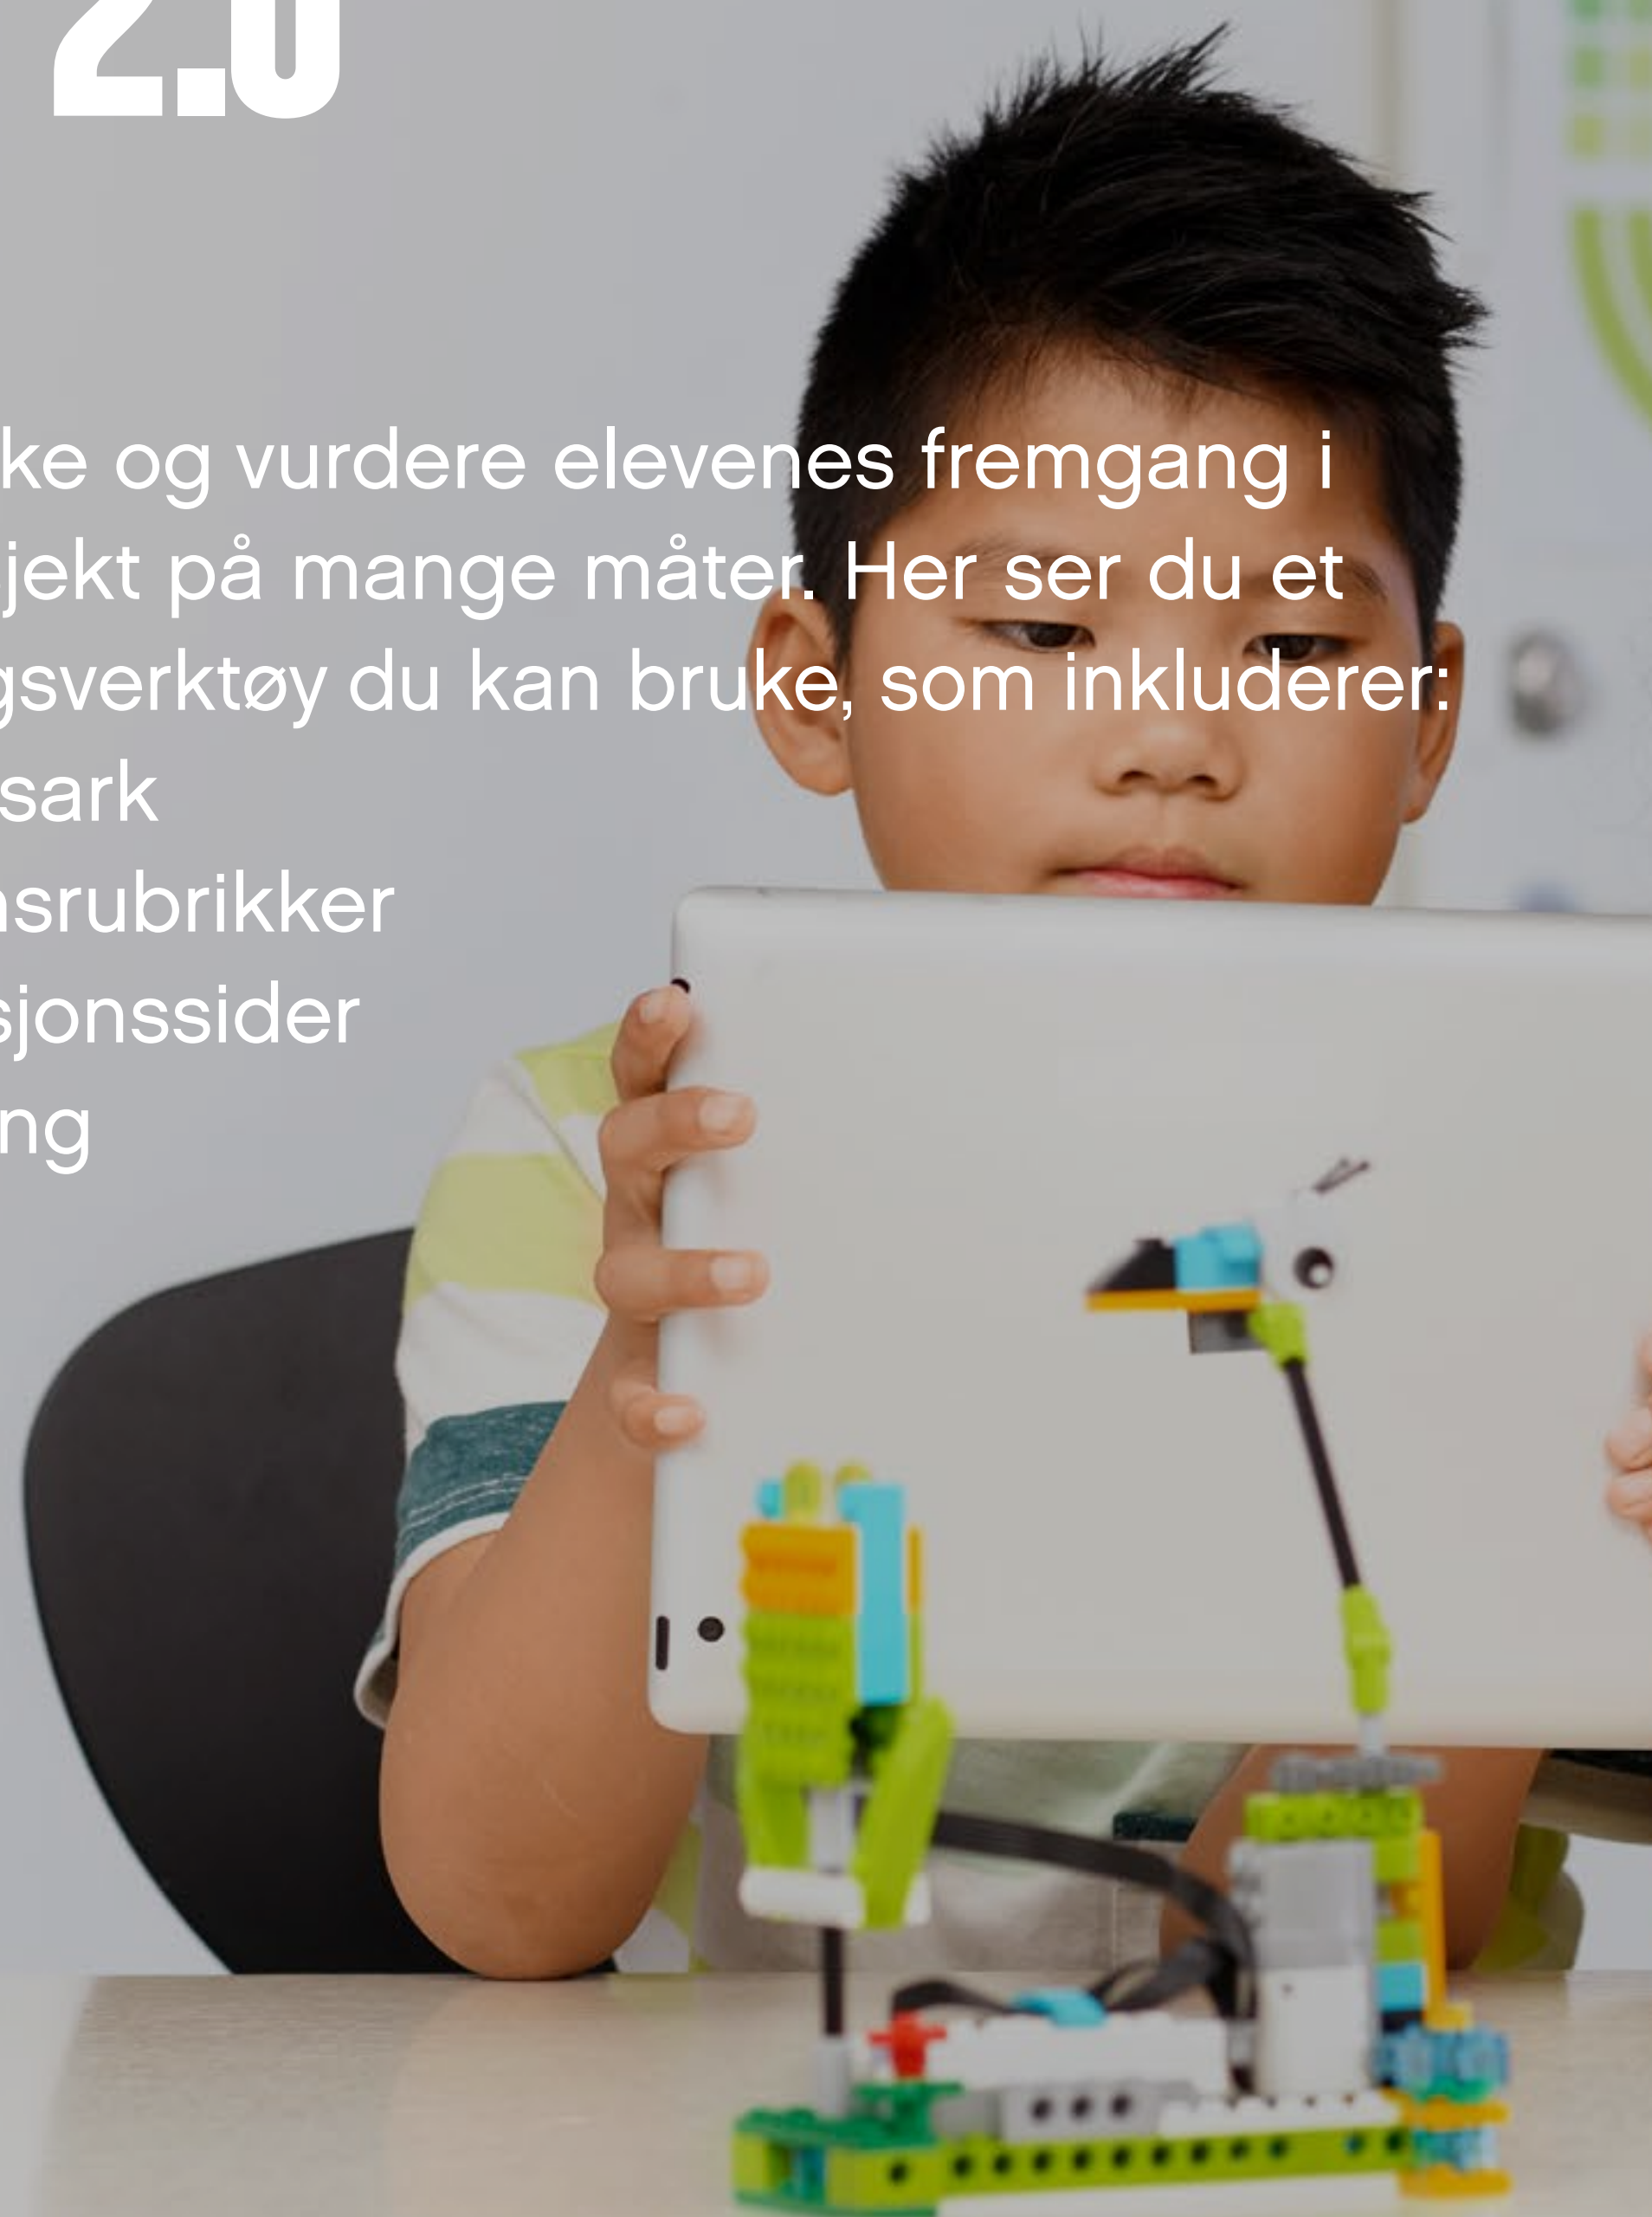 2.0
ke og vurdere elevenes fremgang i
jekt på mange måter. Her ser du et
gsverktøy du kan bruke, som inkluderer:
sark
nsrubrikker
sjonssider
ng